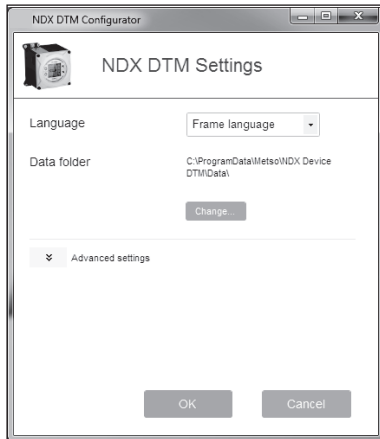 NDX DTM Configurator
NDX DTM Settings
Language
Frame language
Data folder
C:\ProgramData\Metso\NDX Device
DTM\Data\
Change...
Advanced settings
OK
Cancel